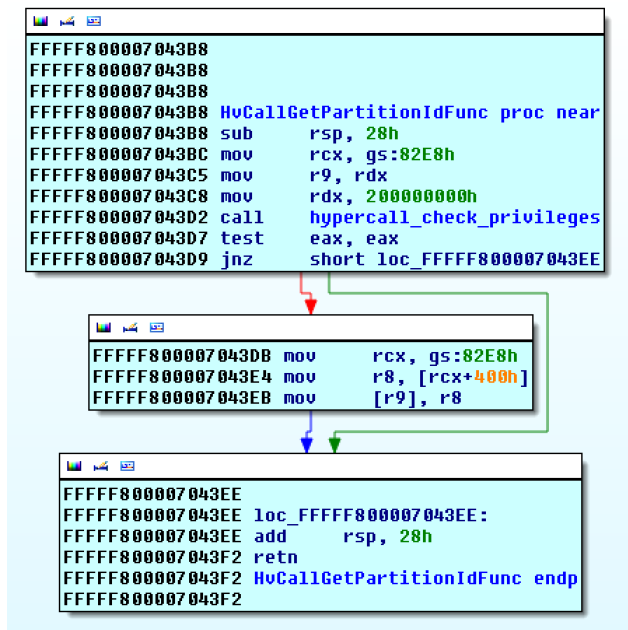 FFFFF800007043B8
FFFFF800007043B8
FFFFF800007043B8
FFFFF800007043B8 HvCallGetPartitionIdFunc proc near
FFFFF800007043B8 sub rsp, 28h
FFFFF800007043BC mov rcx, gs:82E8h
FFFFF800007043C5 mov r9, rdx
FFFFF800007043C8 mov rdx, 200000000h
FFFFF800007043D2 call hypercall_check_privileges
FFFFF800007043D7 test eax, eax
FFFFF800007043D9 jnz short loc_FFFFF800007043EE
FFFFF800007043DB mov rcx, gs:82E8h
FFFFF800007043E4 mov r8, [rcx+400h]
FFFFF800007043EB mov [r9], r8
FFFFF800007043EE
FFFFF800007043EE loc_FFFFF800007043EE:
FFFFF800007043EE add rsp, 28h
FFFFF800007043F2 retn
FFFFF800007043F2 HvCallGetPartitionIdFunc endp
FFFFF800007043F2